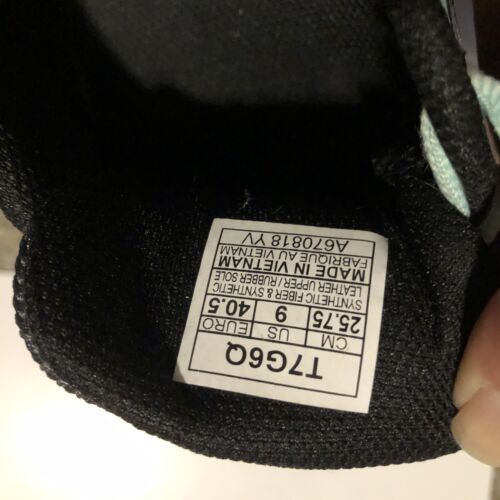 T7G6Q
CM US EURO
25.75 9 40.5
SYNTHETIC FIBER & SYNTHETIC
LEATHER UPPER / RUBBER SOLE
MADE IN VIETNAM
FABRIQUE AU VIETNAM
A670818 YV